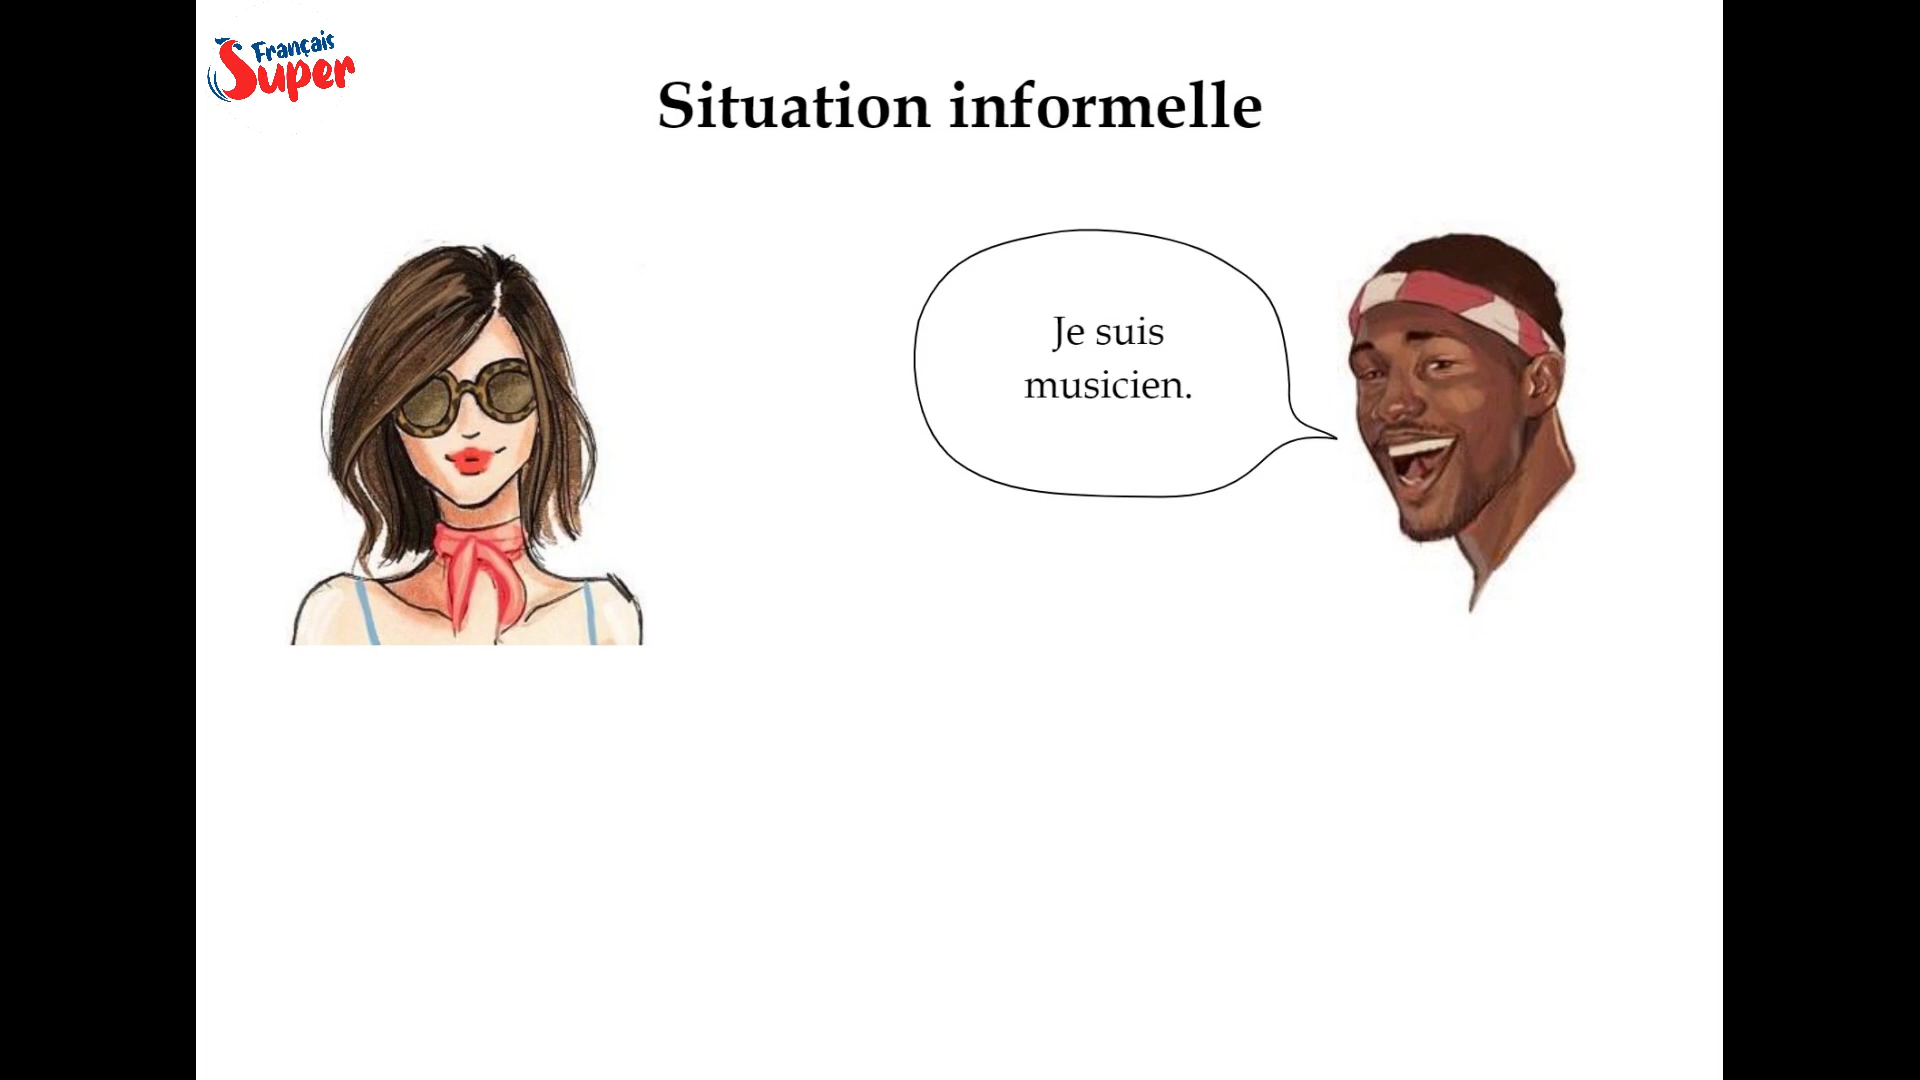 Français
Super
Situation informelle
Je suis
musicien.